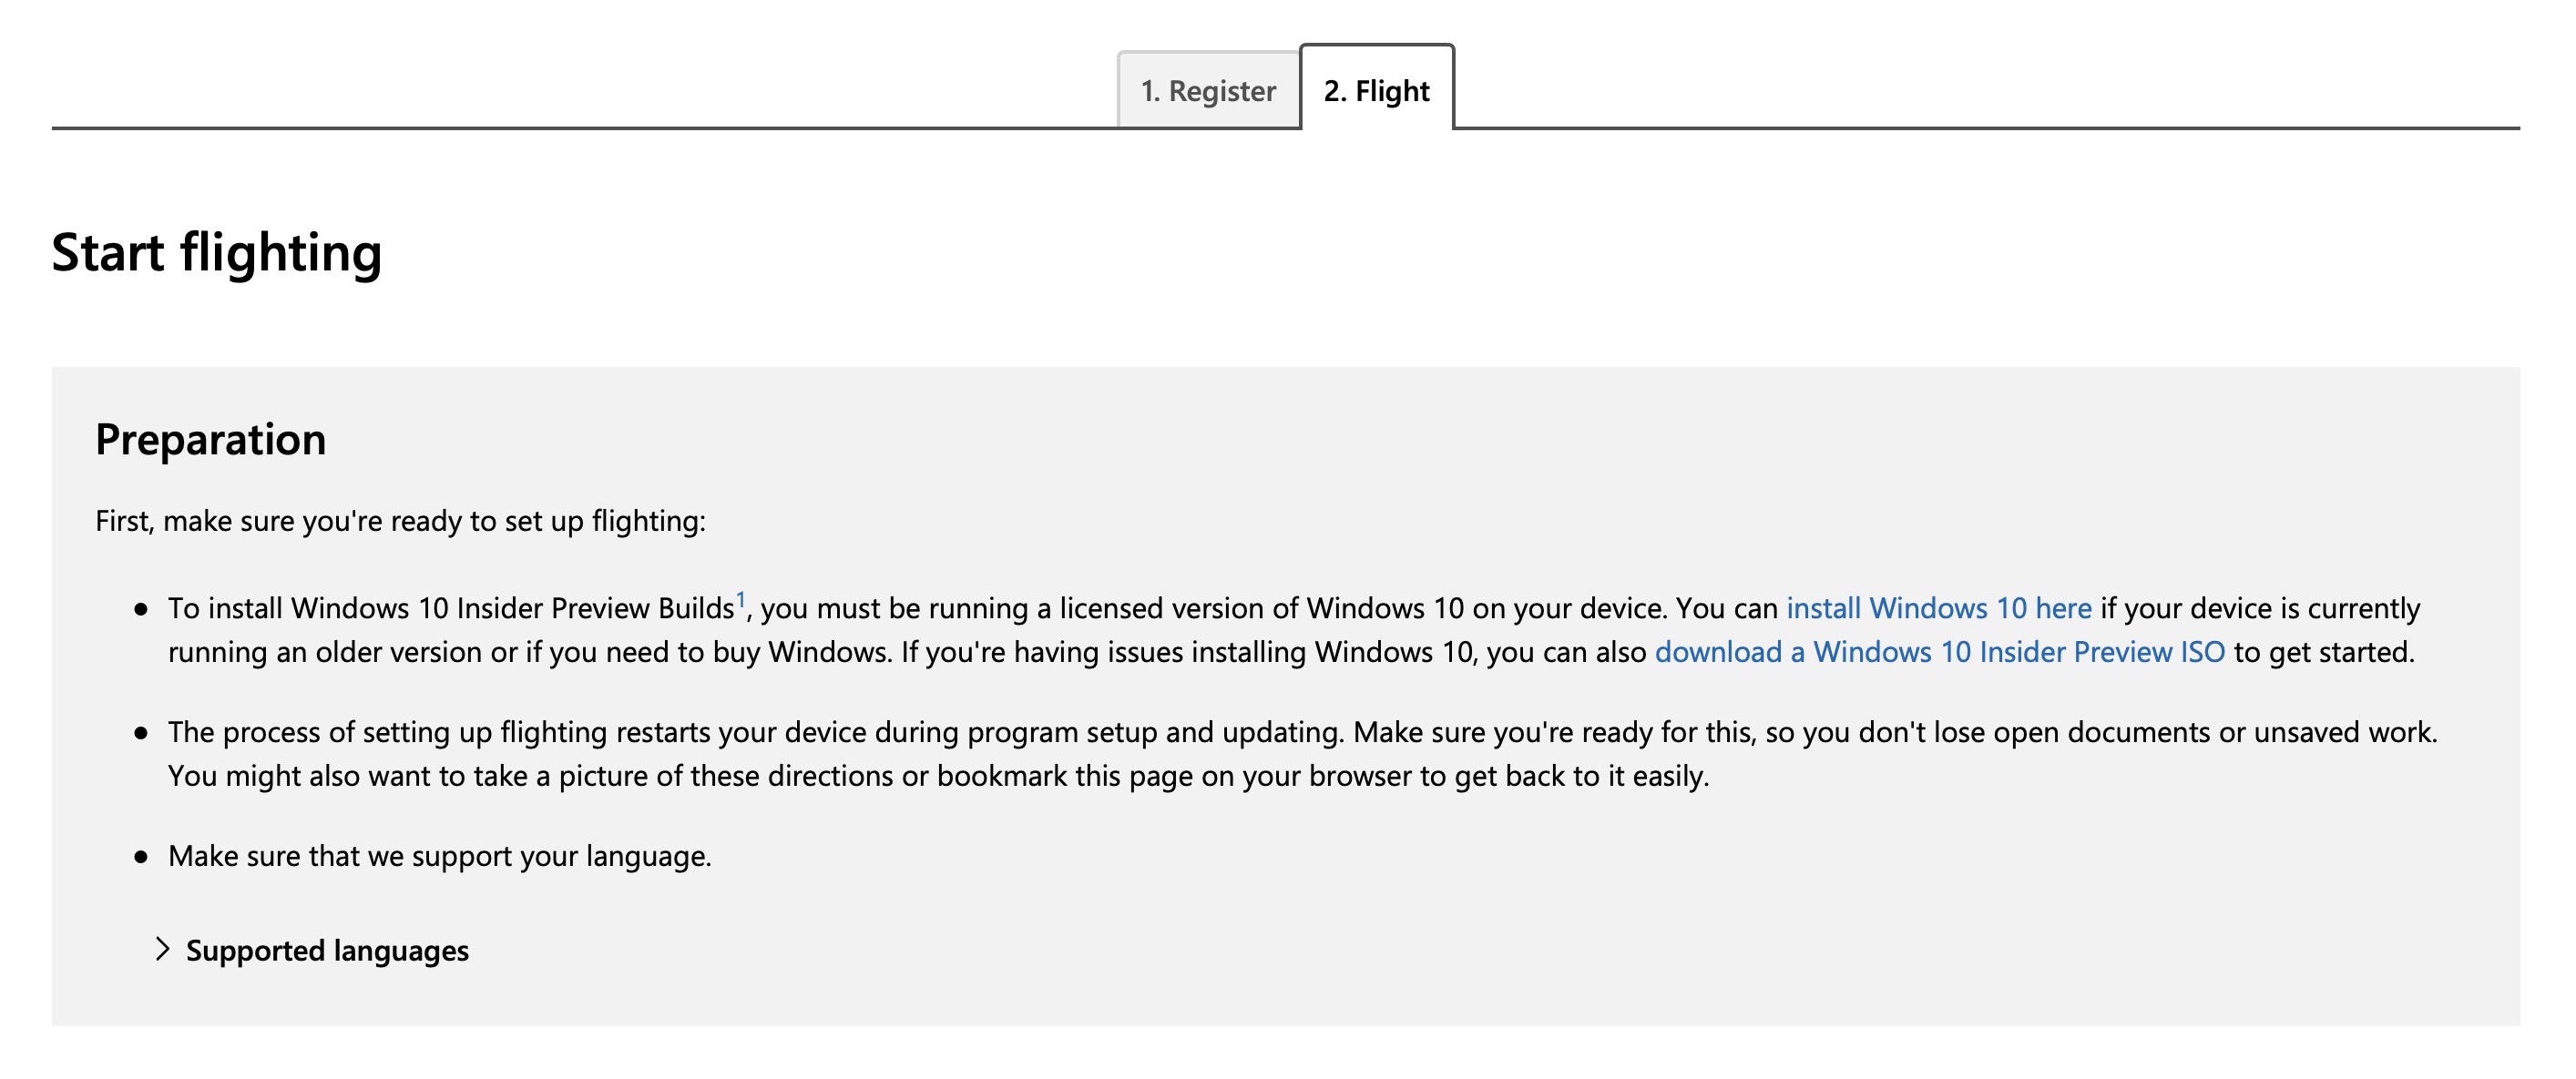 1. Register
2. Flight
Start flighting
Preparation
First, make sure you're ready to set up flighting:
To install Windows 10 Insider Preview Builds1, you must be running a licensed version of Windows 10 on your device. You can install Windows 10 here if your device is currently
running an older version or if you need to buy Windows. If you're having issues installing Windows 10, you can also download a Windows 10 Insider Preview ISO to get started.
The process of setting up flighting restarts your device during program setup and updating. Make sure you're ready for this, so you don't lose open documents or unsaved work.
You might also want to take a picture of these directions or bookmark this page on your browser to get back to it easily.
Make sure that we support your language.
Supported languages